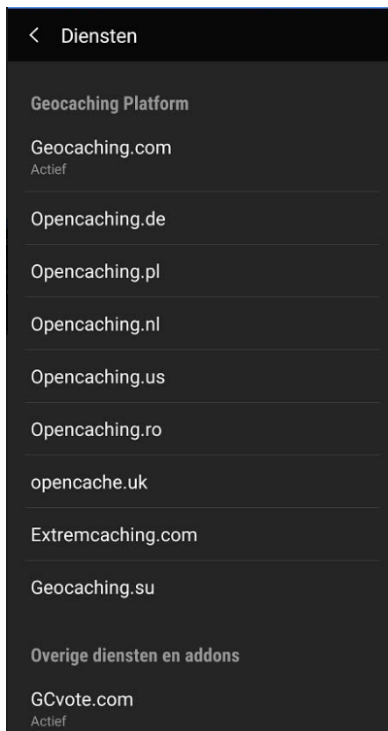 Diensten
Geocaching Platform
Geocaching.com
Actief
Opencaching.de
Opencaching.pl
Opencaching.nl
Opencaching.us
Opencaching.ro
opencache.uk
Extremcaching.com
Geocaching.su
Overige diensten en addons
GCvote.com
Actief